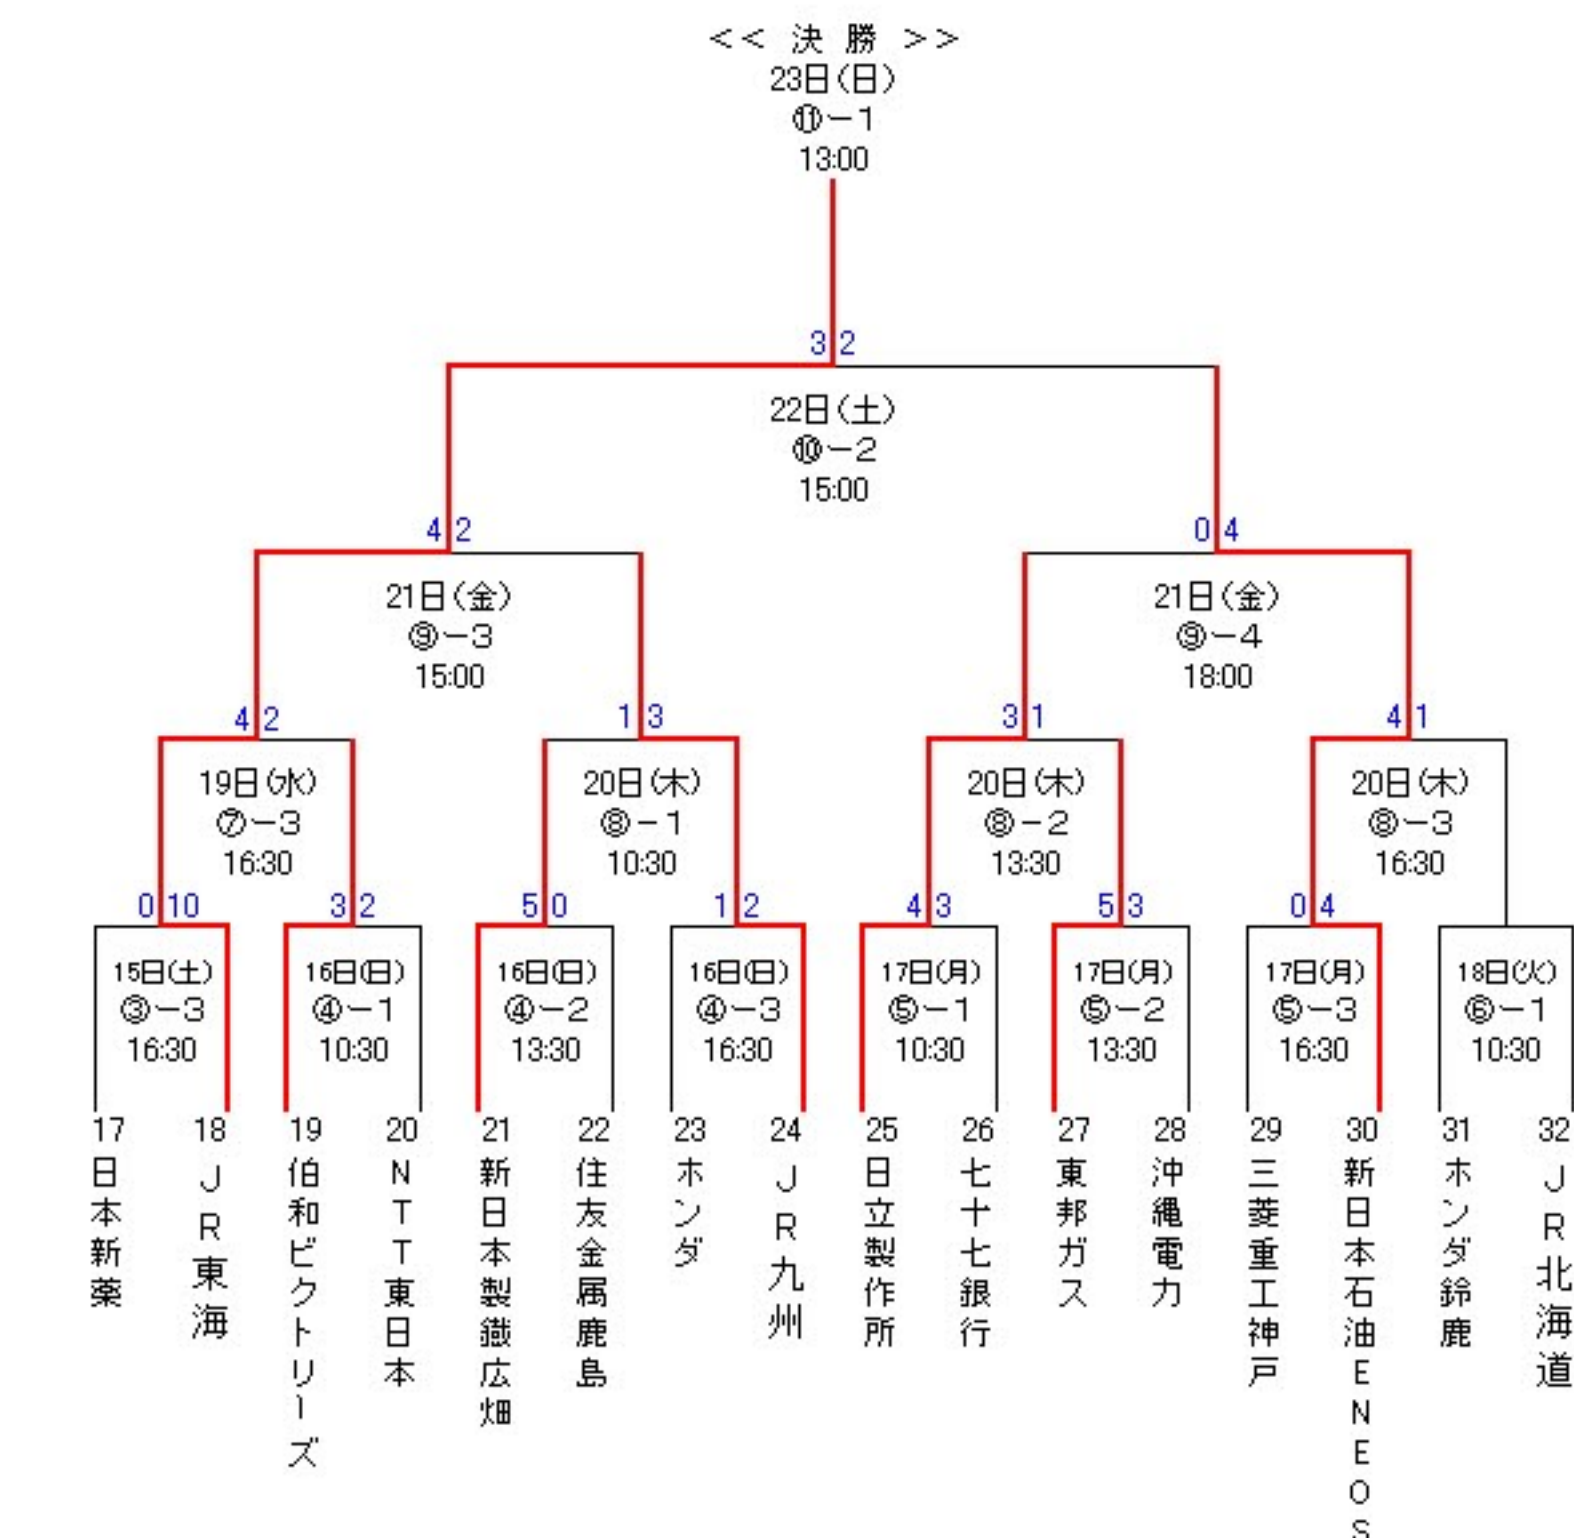 << 決 勝 >>
23日(日)
⑪－1
13:00
3 2
22日(土)
⑩－2
15:00
4 2
0 4
21日(金)
⑨－3
15:00
21日(金)
⑨－4
18:00
4 2
1 3
3 1
4 1
19日(水)
⑦－3
16:30
20日(木)
⑧－1
10:30
20日(木)
⑧－2
13:30
20日(木)
⑧－3
16:30
0 10
3 2
5 0
1 2
4 3
5 3
0 4
15日(土)
③－3
16:30
16日(日)
④－1
10:30
16日(日)
④－2
13:30
16日(日)
④－3
16:30
17日(月)
⑤－1
10:30
17日(月)
⑤－2
13:30
17日(月)
⑤－3
16:30
18日(火)
⑥－1
10:30
17
日本新薬
18
JR東海
19
伯和ビクトリーズ
20
NTT東日本
21
新日本製鐵広畑
22
住友金属鹿島
23
ホンダ
24
JR九州
25
日立製作所
26
七十七銀行
27
東邦ガス
28
沖縄電力
29
三菱重工神戸
30
新日本石油ENEOS
31
ホンダ鈴鹿
32
JR北海道